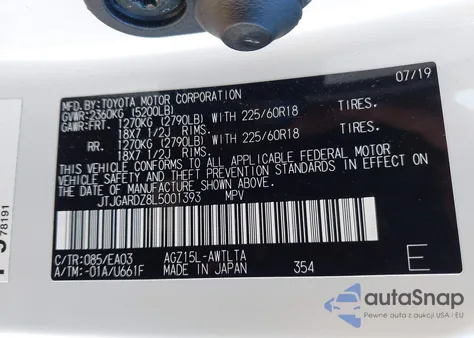 MFD.BY:TOYOTA MOTOR CORPORATION 07/19
GVWR:2360KG (5200LB)
GAWR:FRT. 1270KG (2790LB) WITH 225/60R18 TIRES.
18X7 1/2J RIMS.
RR. 1270KG (2790LB) WITH 225/60R18 TIRES.
18X7 1/2J RIMS.
THIS VEHICLE CONFORMS TO ALL APPLICABLE FEDERAL MOTOR
VEHICLE SAFETY AND THEFT PREVENTION STANDARDS IN EFFECT ON
THE DATE OF MANUFACTURE SHOWN ABOVE.
JTJGARDZ8L5001393 MPV
C/TR:085/EA03 AGZ15L-AWTLTA
A/TM:-01A/U661F MADE IN JAPAN 354 E
78191
autaSnap
Pewne auto z USA i EU